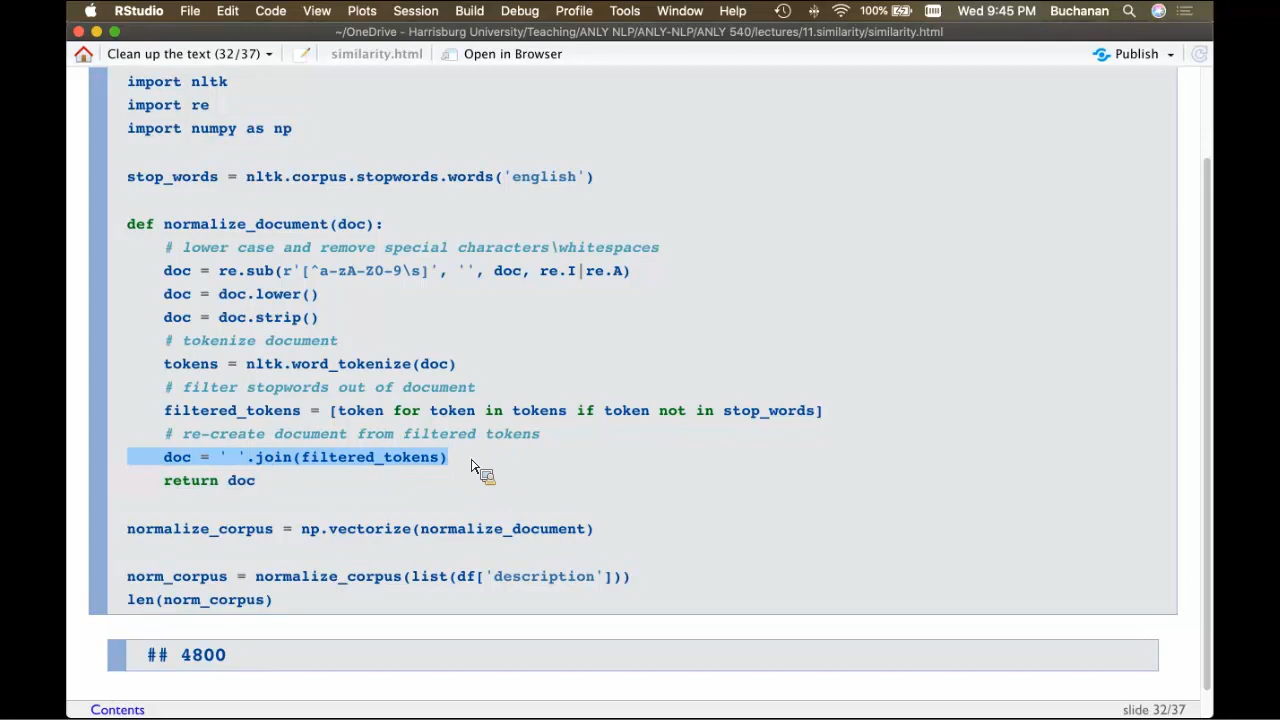 RStudio File Edit Code View Plots Session Build Debug Profile Tools Window Help 100% Wed 9:45 PM Buchanan
~/OneDrive - Harrisburg University/Teaching/ANLY NLP/ANLY-NLP/ANLY 540/lectures/11.similarity/similarity.html
Clean up the text (32/37) similarity.html Open in Browser Publish
import nltk
import re
import numpy as np
stop_words = nltk.corpus.stopwords.words('english')
def normalize_document(doc):
# lower case and remove special characters\whitespaces
doc = re.sub(r'[^a-zA-Z0-9\s]', '', doc, re.I|re.A)
doc = doc.lower()
doc = doc.strip()
# tokenize document
tokens = nltk.word_tokenize(doc)
# filter stopwords out of document
filtered_tokens = [token for token in tokens if token not in stop_words]
# re-create document from filtered tokens
doc = ' '.join(filtered_tokens)
return doc
normalize_corpus = np.vectorize(normalize_document)
norm_corpus = normalize_corpus(list(df['description']))
len(norm_corpus)
## 4800
Contents slide 32/37